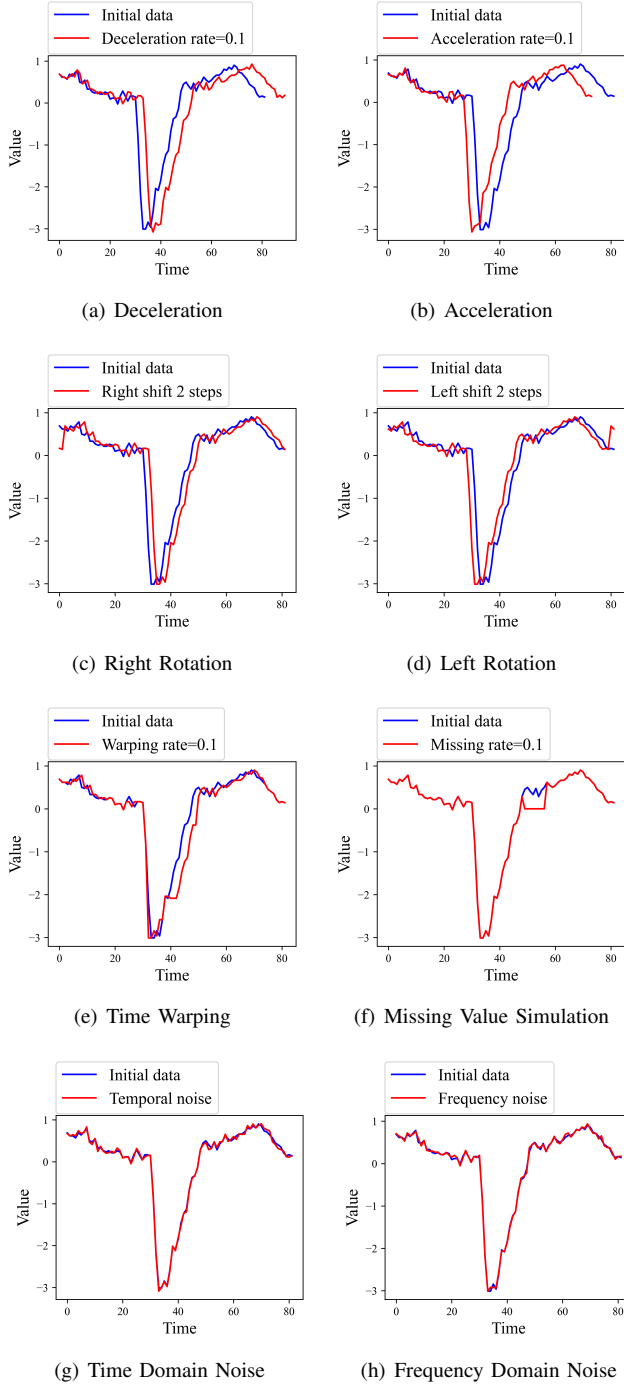 Initial data
Deceleration rate=0.1
1
0
−1
−2
−3
Value
0 20 40 60 80
Time
(a) Deceleration
Initial data
Acceleration rate=0.1
1
0
−1
−2
−3
Value
0 20 40 60 80
Time
(b) Acceleration
Initial data
Right shift 2 steps
1
0
−1
−2
−3
Value
0 20 40 60 80
Time
(c) Right Rotation
Initial data
Left shift 2 steps
1
0
−1
−2
−3
Value
0 20 40 60 80
Time
(d) Left Rotation
Initial data
Warping rate=0.1
1
0
−1
−2
−3
Value
0 20 40 60 80
Time
(e) Time Warping
Initial data
Missing rate=0.1
1
0
−1
−2
−3
Value
0 20 40 60 80
Time
(f) Missing Value Simulation
Initial data
Temporal noise
1
0
−1
−2
−3
Value
0 20 40 60 80
Time
(g) Time Domain Noise
Initial data
Frequency noise
1
0
−1
−2
−3
Value
0 20 40 60 80
Time
(h) Frequency Domain Noise